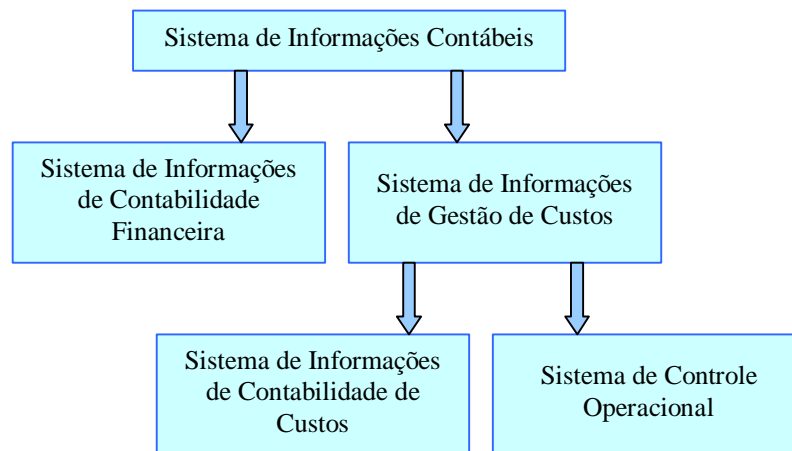 Sistema de Informações Contábeis
Sistema de Informações
de Contabilidade
Financeira
Sistema de Informações
de Gestão de Custos
Sistema de Informações
de Contabilidade de
Custos
Sistema de Controle
Operacional